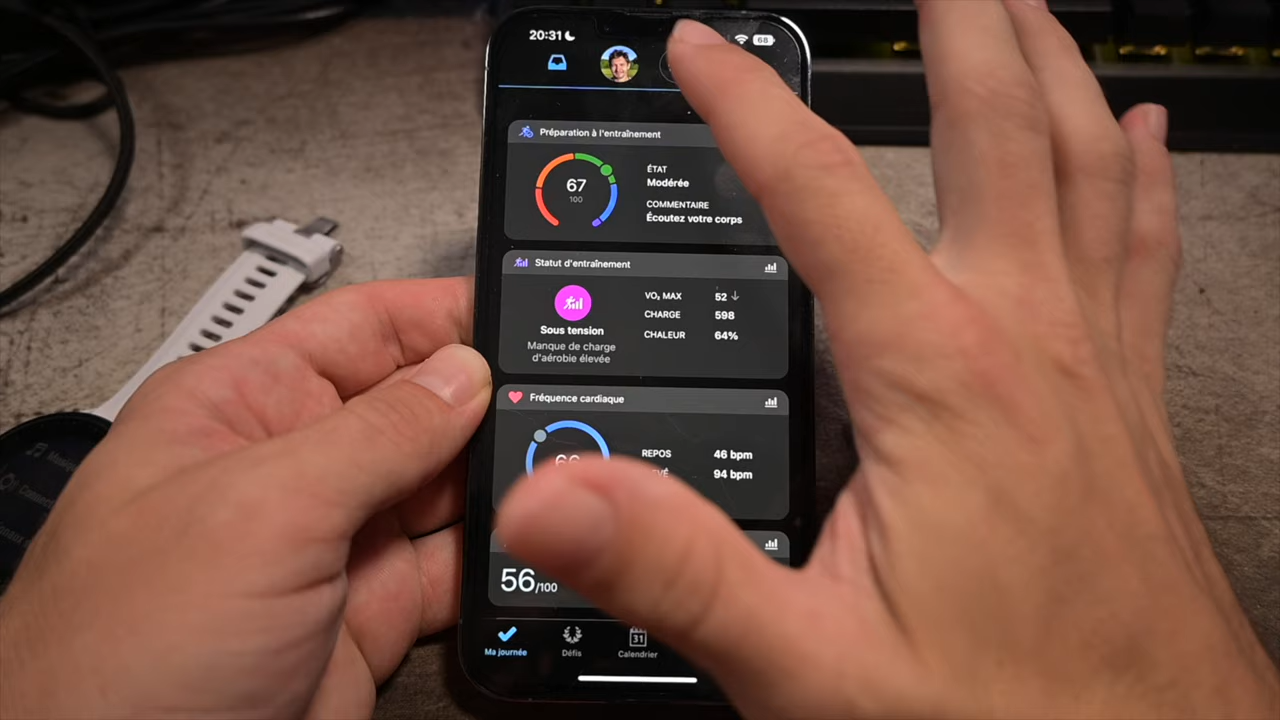 20:31
68
Préparation à l'entraînement
67
100
ÉTAT
Modérée
COMMENTAIRE
Écoutez votre corps
Statut d'entraînement
Sous tension
Manque de charge
d'aérobie élevée
VO₂ MAX 52
CHARGE 598
CHALEUR 64%
Fréquence cardiaque
REPOS 46 bpm
94 bpm
56/100
Ma journée
Défis
31
Calendrier